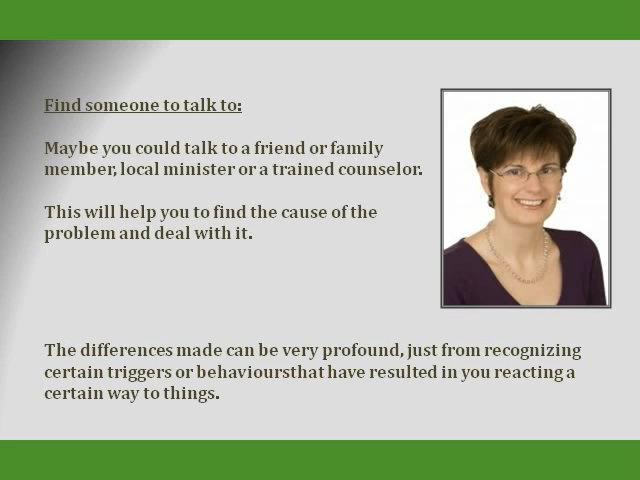 Find someone to talk to:
Maybe you could talk to a friend or family
member, local minister or a trained counselor.
This will help you to find the cause of the
problem and deal with it.
The differences made can be very profound, just from recognizing
certain triggers or behavioursthat have resulted in you reacting a
certain way to things.